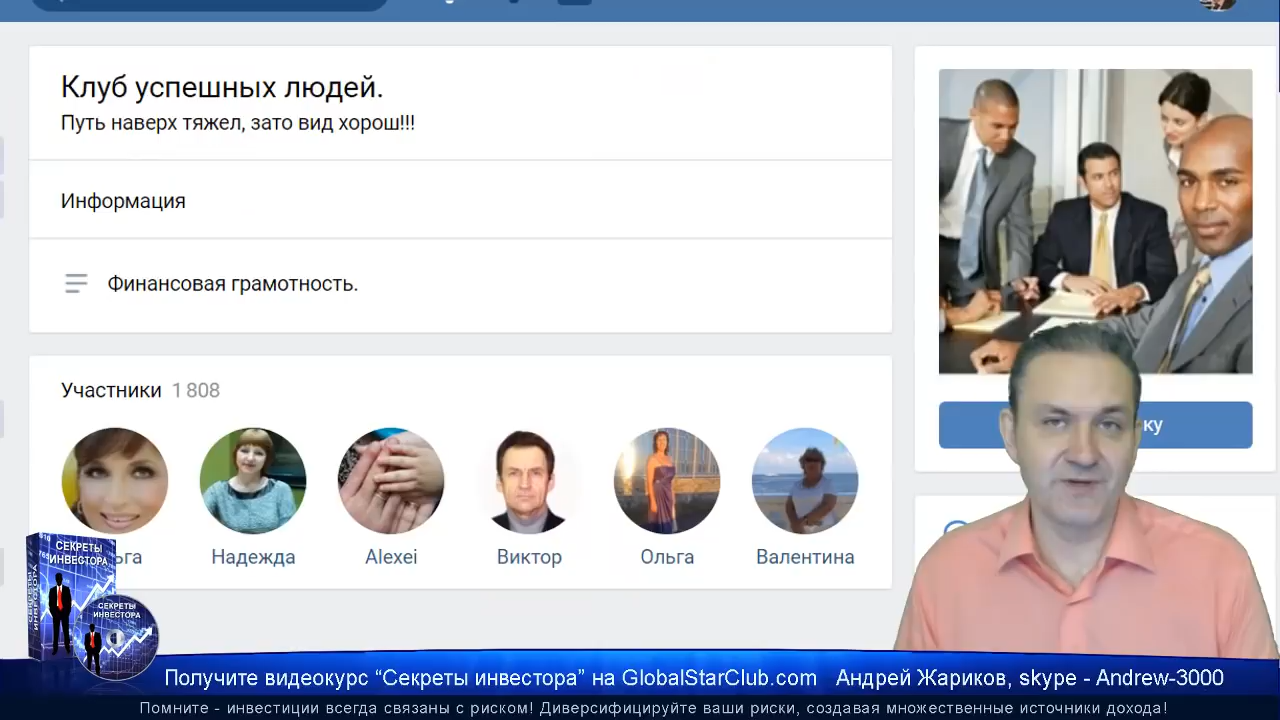 Клуб успешных людей.
Путь наверх тяжел, зато вид хорош!!!
Информация
Финансовая грамотность.
Участники 1 808
ьга
Надежда
Alexei
Виктор
Ольга
Валентина
ку
СЕКРЕТЫ
ИНВЕСТОРА
СЕКРЕТЫ
ИНВЕСТОРА
Получите видеокурс “Секреты инвестора” на GlobalStarClub.com Андрей Жариков, skype - Andrew-3000
Помните - инвестиции всегда связаны с риском! Диверсифицируйте ваши риски, создавая множественные источники дохода!